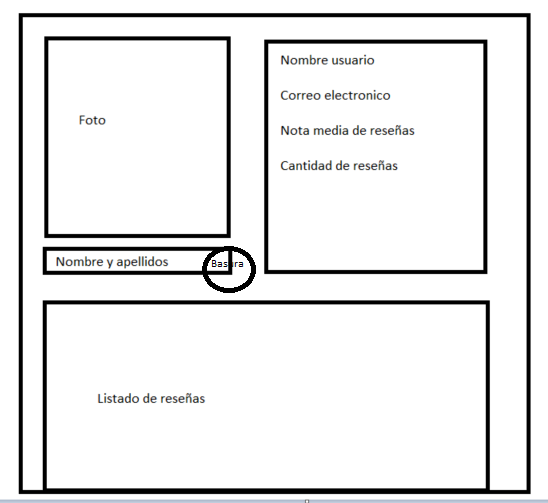 Foto
Nombre y apellidos
Basura
Nombre usuario
Correo electronico
Nota media de reseñas
Cantidad de reseñas
Listado de reseñas